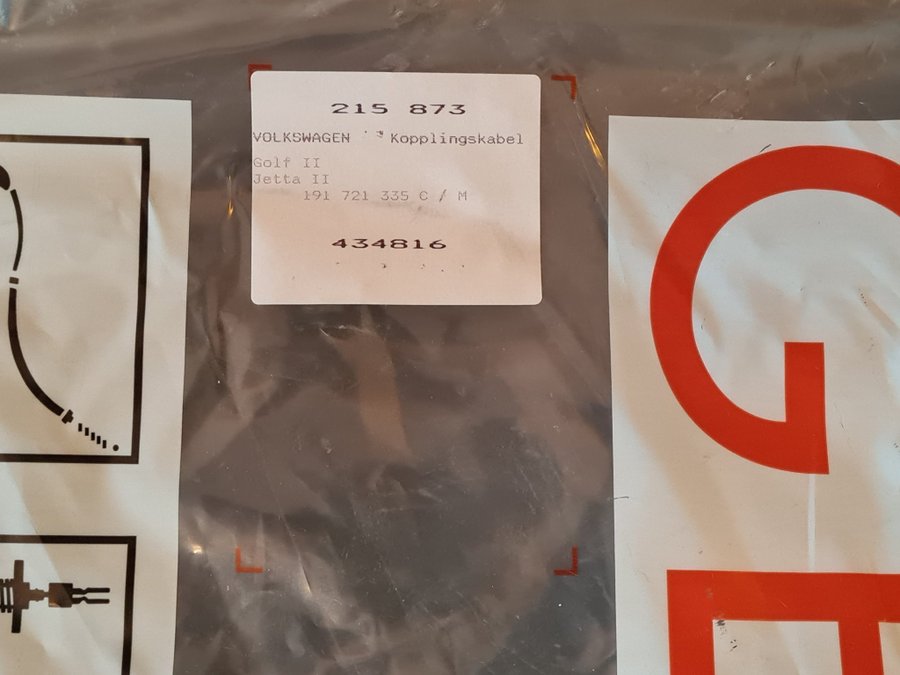 215 873
VOLKSWAGEN Kopplingskabel
Golf II
Jetta II
191 721 335 C / M
434816
G
E